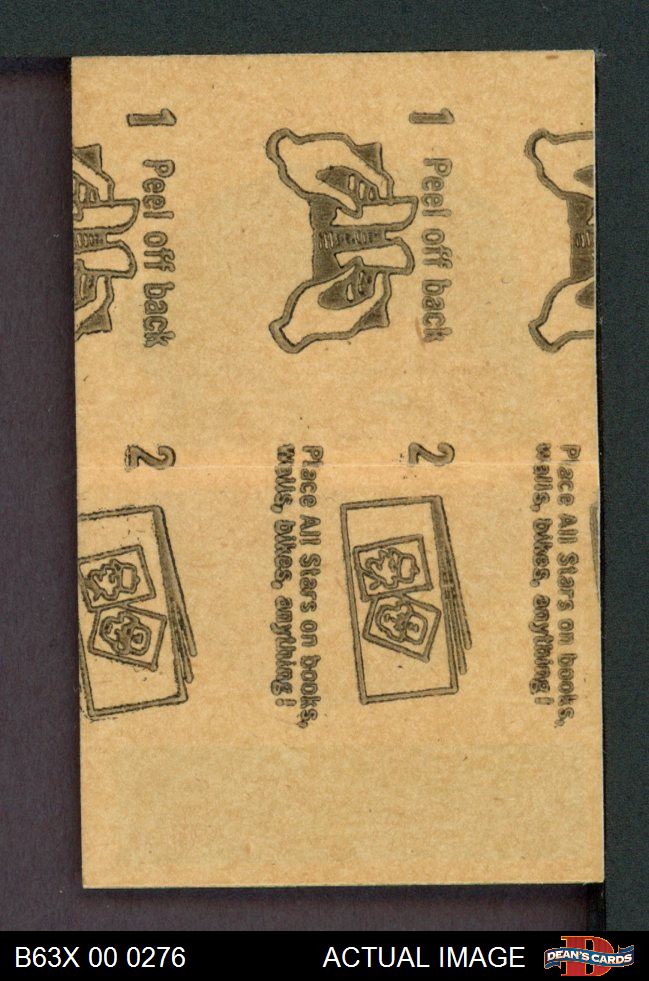 1 Peel off back
1 Peel off back
2
Place All Stars on books,
walls, bikes, anything!
2
Place All Stars on books,
walls, bikes, anything!
B63X 00 0276
ACTUAL IMAGE
D
DEAN'S CARDS